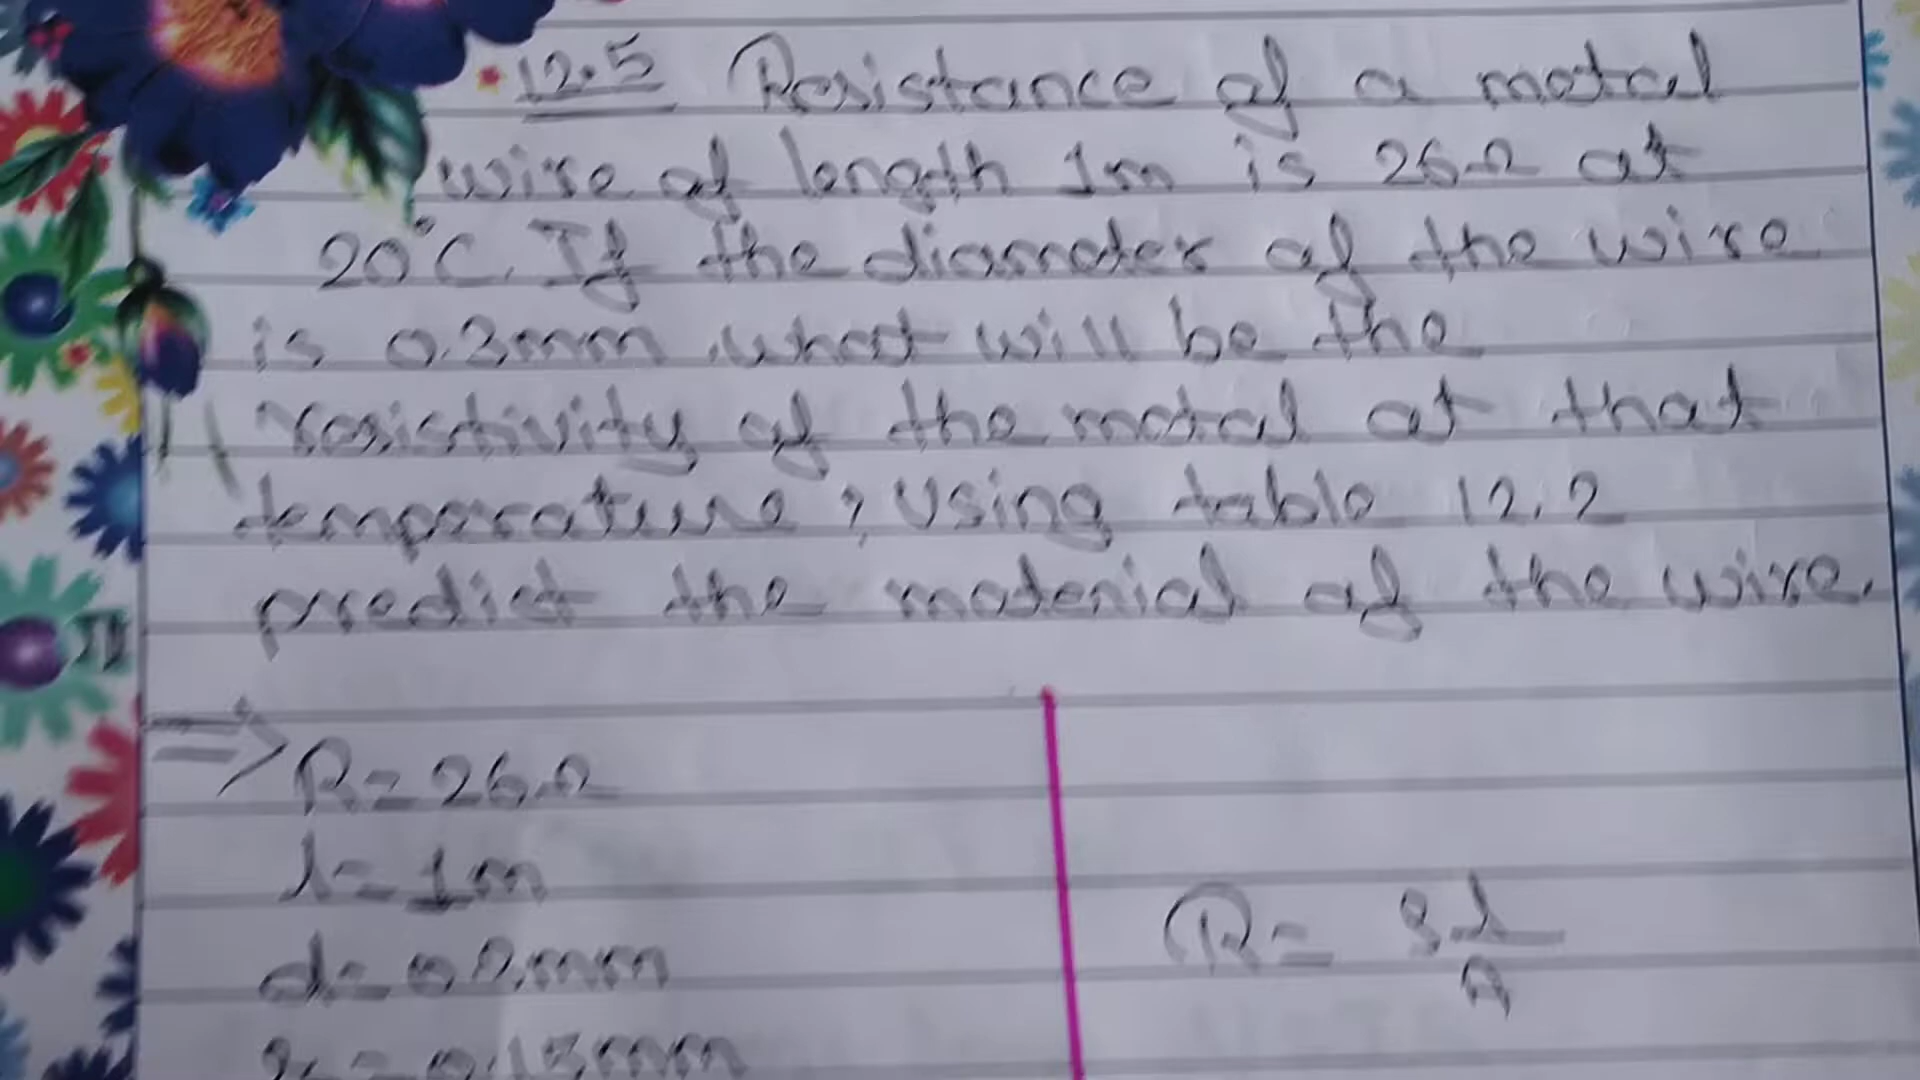 12.5 Resistance of a metal
wire of length 1m is 26Ω at
20°C. If the diameter of the wire
is 0.3mm, what will be the
resistivity of the metal at that
temperature? Using table 12.2
predict the material of the wire.
⇒ R = 26Ω
l = 1m
d = 0.3mm
R = ρl/A
r = 0.15mm